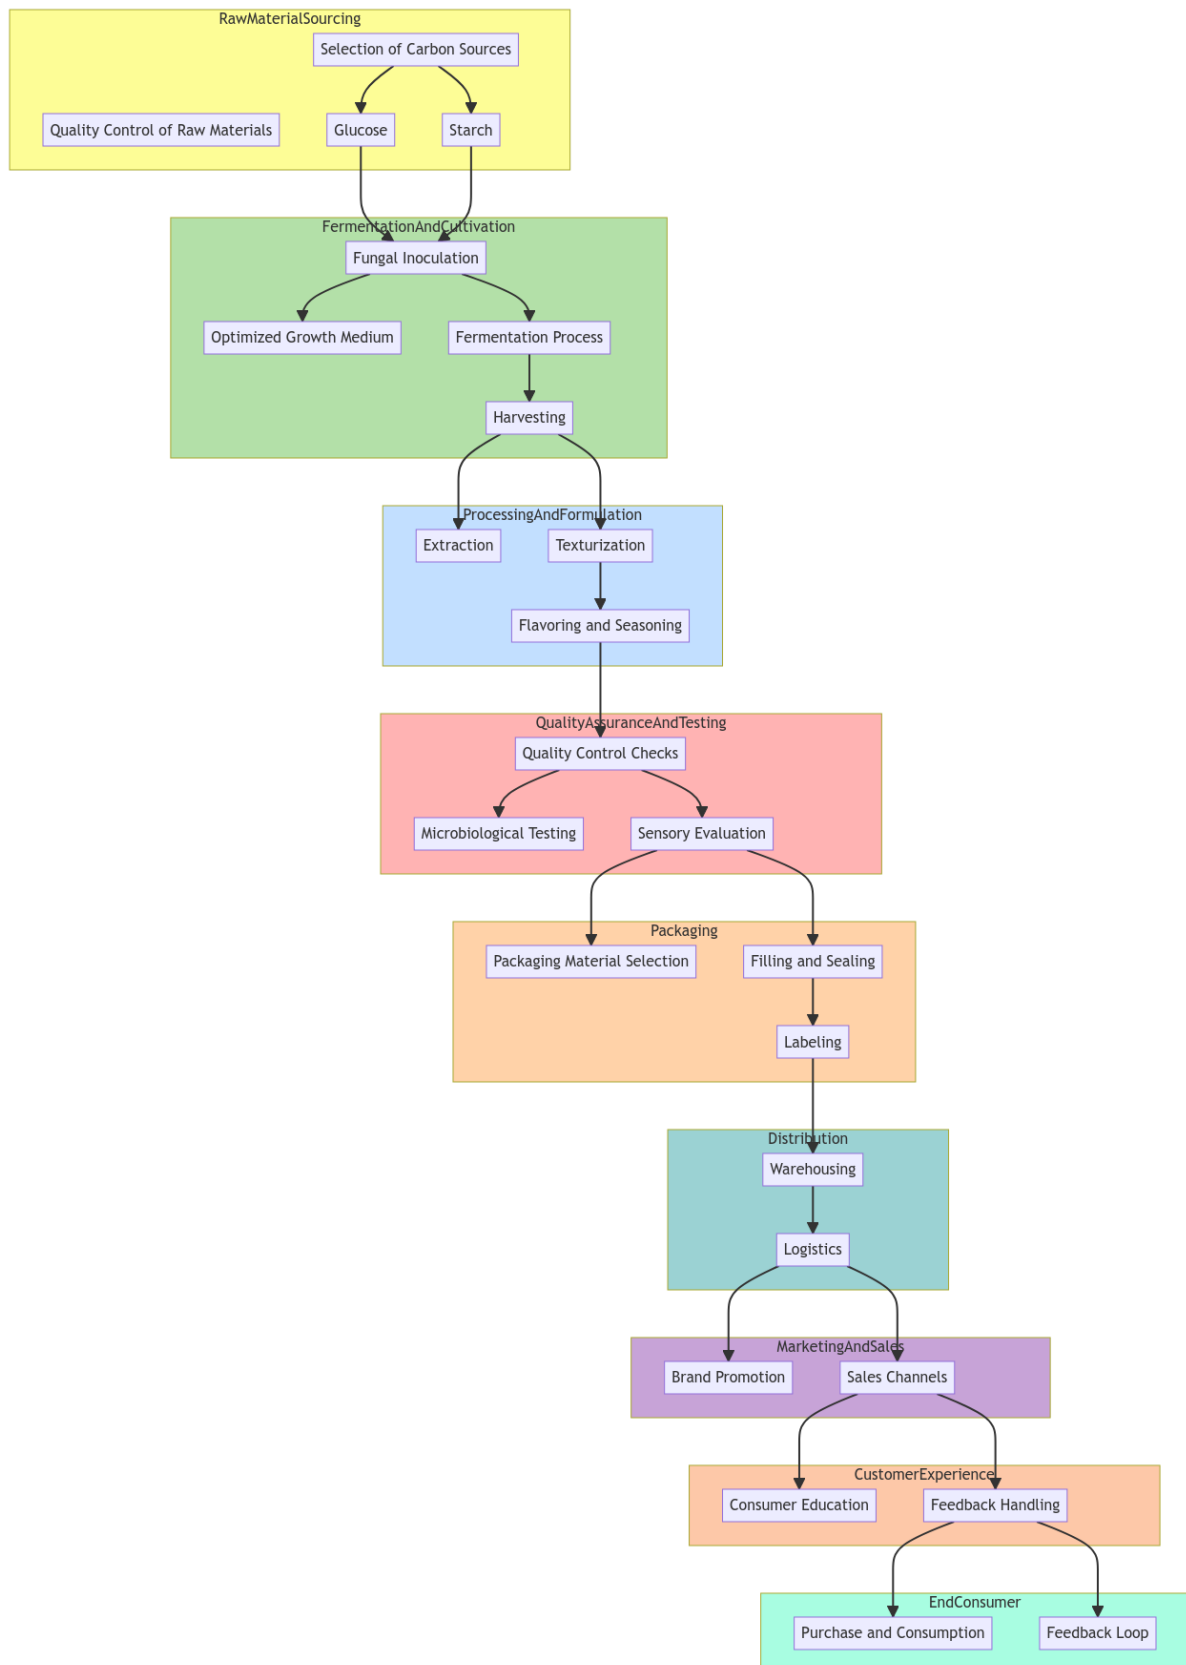 RawMaterialSourcing
Selection of Carbon Sources
Quality Control of Raw Materials
Glucose
Starch
FermentationAndCultivation
Fungal Inoculation
Optimized Growth Medium
Fermentation Process
Harvesting
ProcessingAndFormulation
Extraction
Texturization
Flavoring and Seasoning
QualityAssuranceAndTesting
Quality Control Checks
Microbiological Testing
Sensory Evaluation
Packaging
Packaging Material Selection
Filling and Sealing
Labeling
Distribution
Warehousing
Logistics
MarketingAndSales
Brand Promotion
Sales Channels
CustomerExperience
Consumer Education
Feedback Handling
EndConsumer
Purchase and Consumption
Feedback Loop